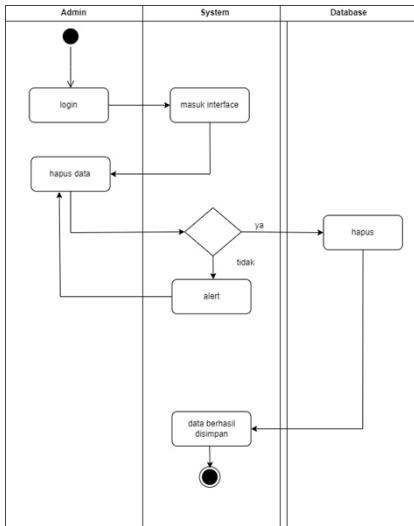 Admin
System
Database
login
masuk interface
hapus data
ya
hapus
tidak
alert
data berhasil
disimpan